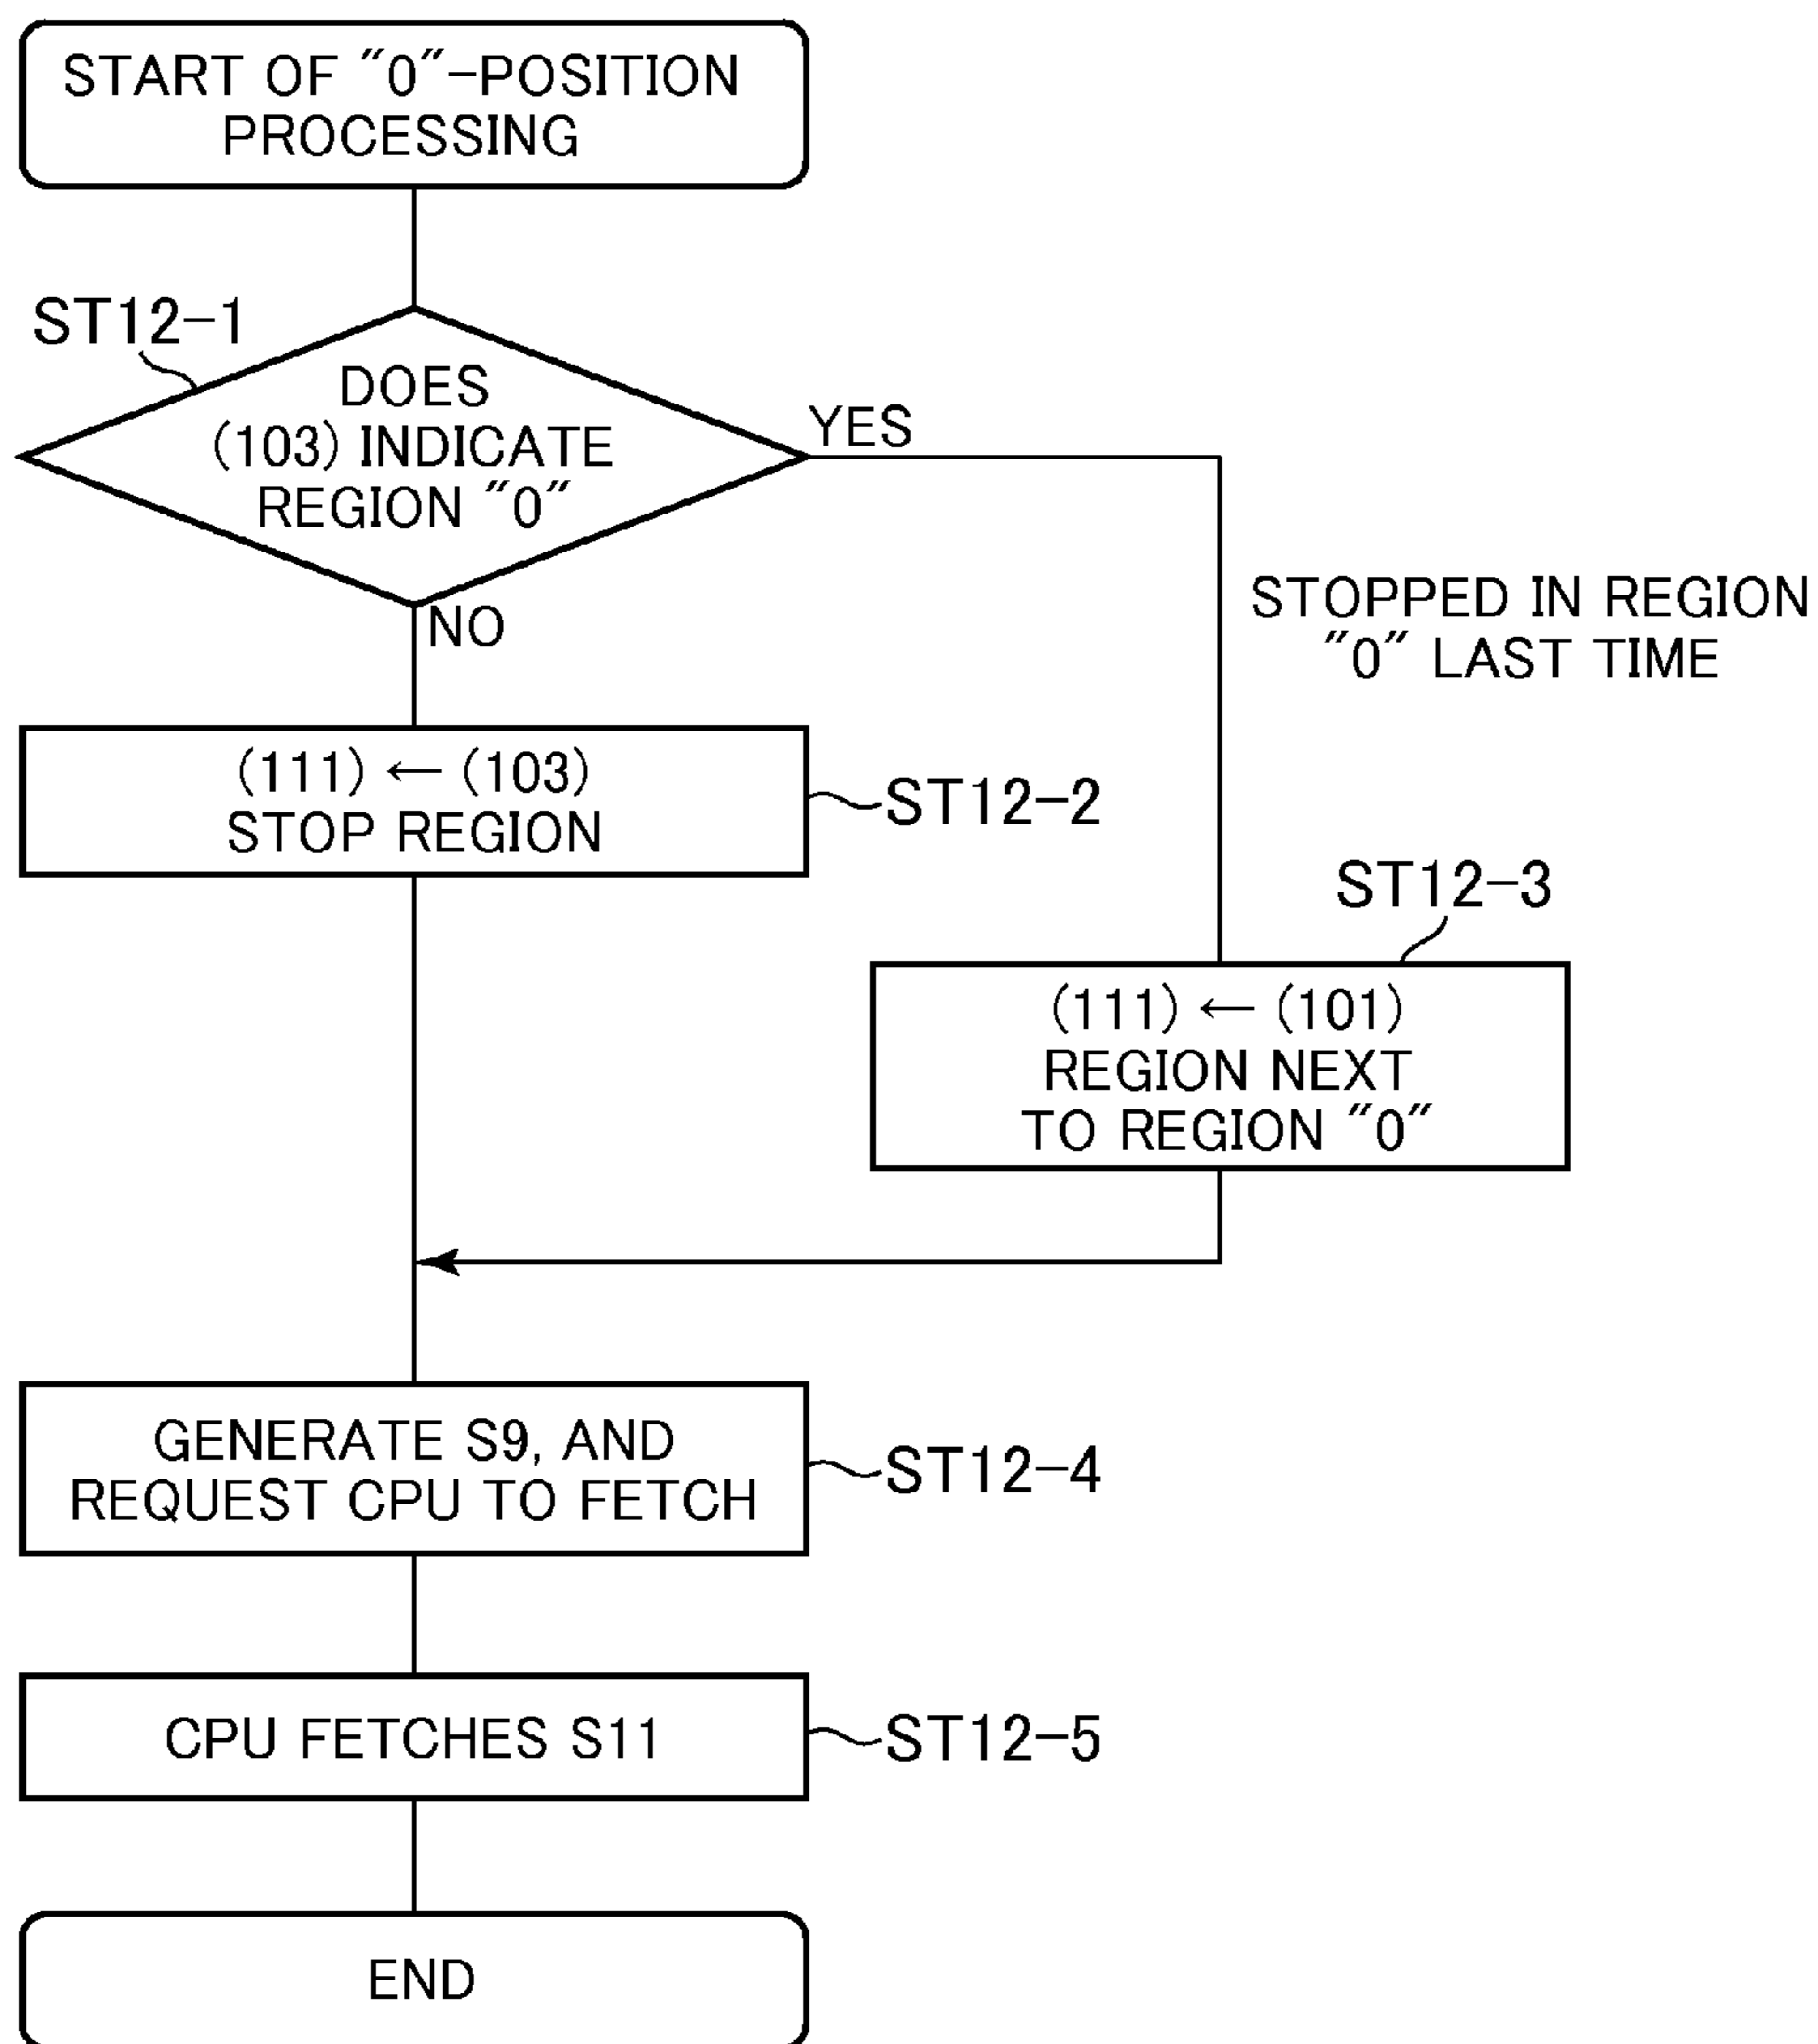 START OF "0"-POSITION
PROCESSING
ST12-1
DOES
(103) INDICATE
REGION "0"
YES
NO
STOPPED IN REGION
"0" LAST TIME
(111) ← (103)
STOP REGION
ST12-2
ST12-3
(111) ← (101)
REGION NEXT
TO REGION "0"
GENERATE S9, AND
REQUEST CPU TO FETCH
ST12-4
CPU FETCHES S11
ST12-5
END